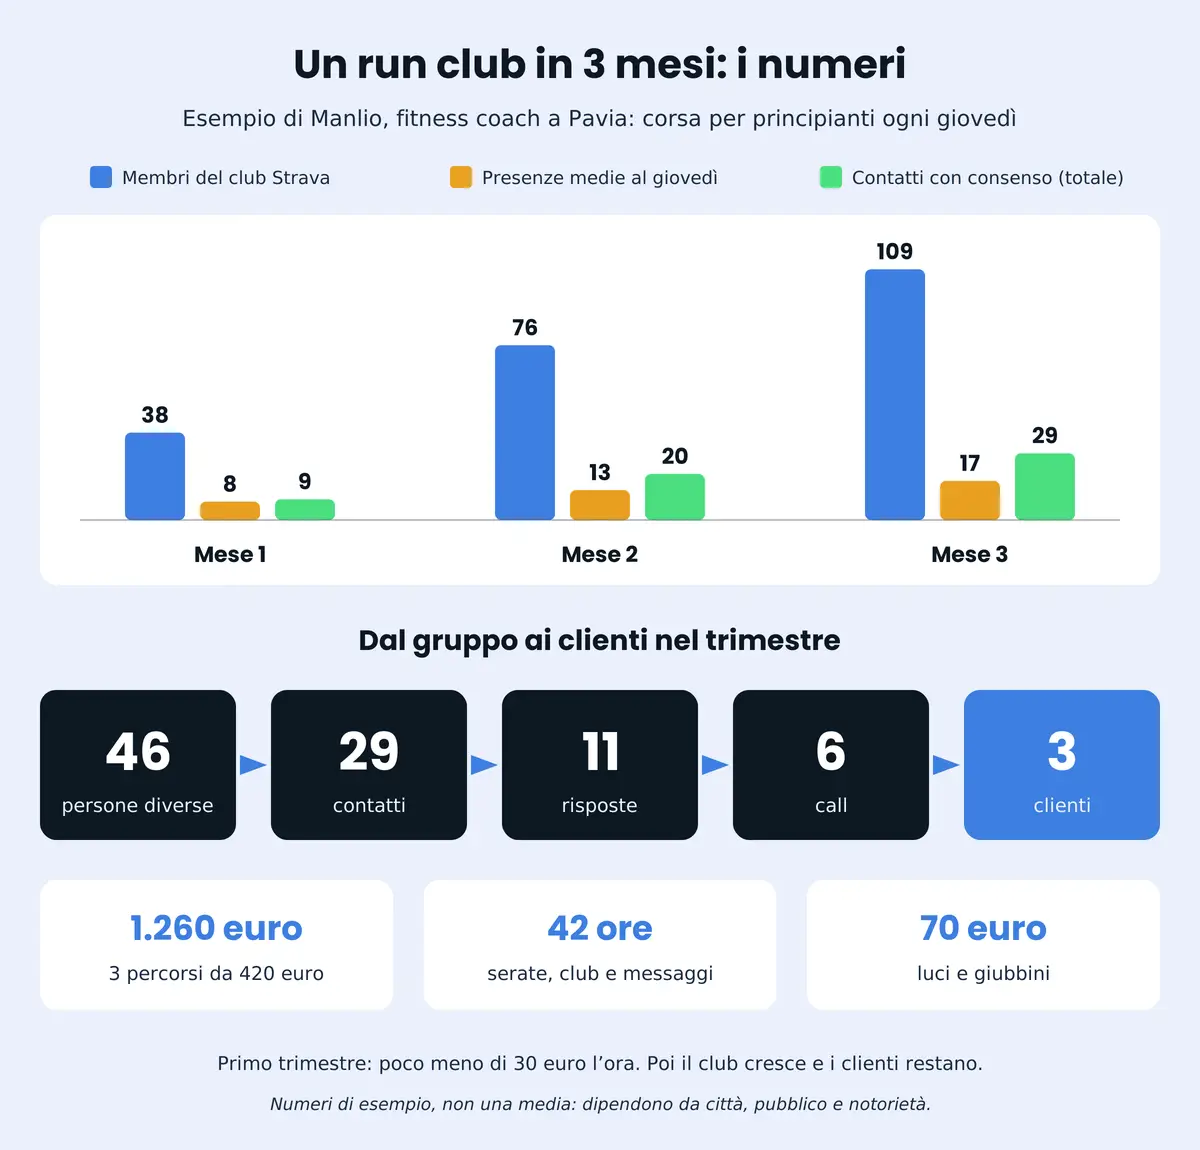 Un run club in 3 mesi: i numeri
Esempio di Manlio, fitness coach a Pavia: corsa per principianti ogni giovedì
Membri del club Strava
Presenze medie al giovedì
Contatti con consenso (totale)
38
8
9
76
13
20
109
17
29
Mese 1
Mese 2
Mese 3
Dal gruppo ai clienti nel trimestre
46
persone diverse
29
contatti
11
risposte
6
call
3
clienti
1.260 euro
3 percorsi da 420 euro
42 ore
serate, club e messaggi
70 euro
luci e giubbini
Primo trimestre: poco meno di 30 euro l’ora. Poi il club cresce e i clienti restano.
Numeri di esempio, non una media: dipendono da città, pubblico e notorietà.